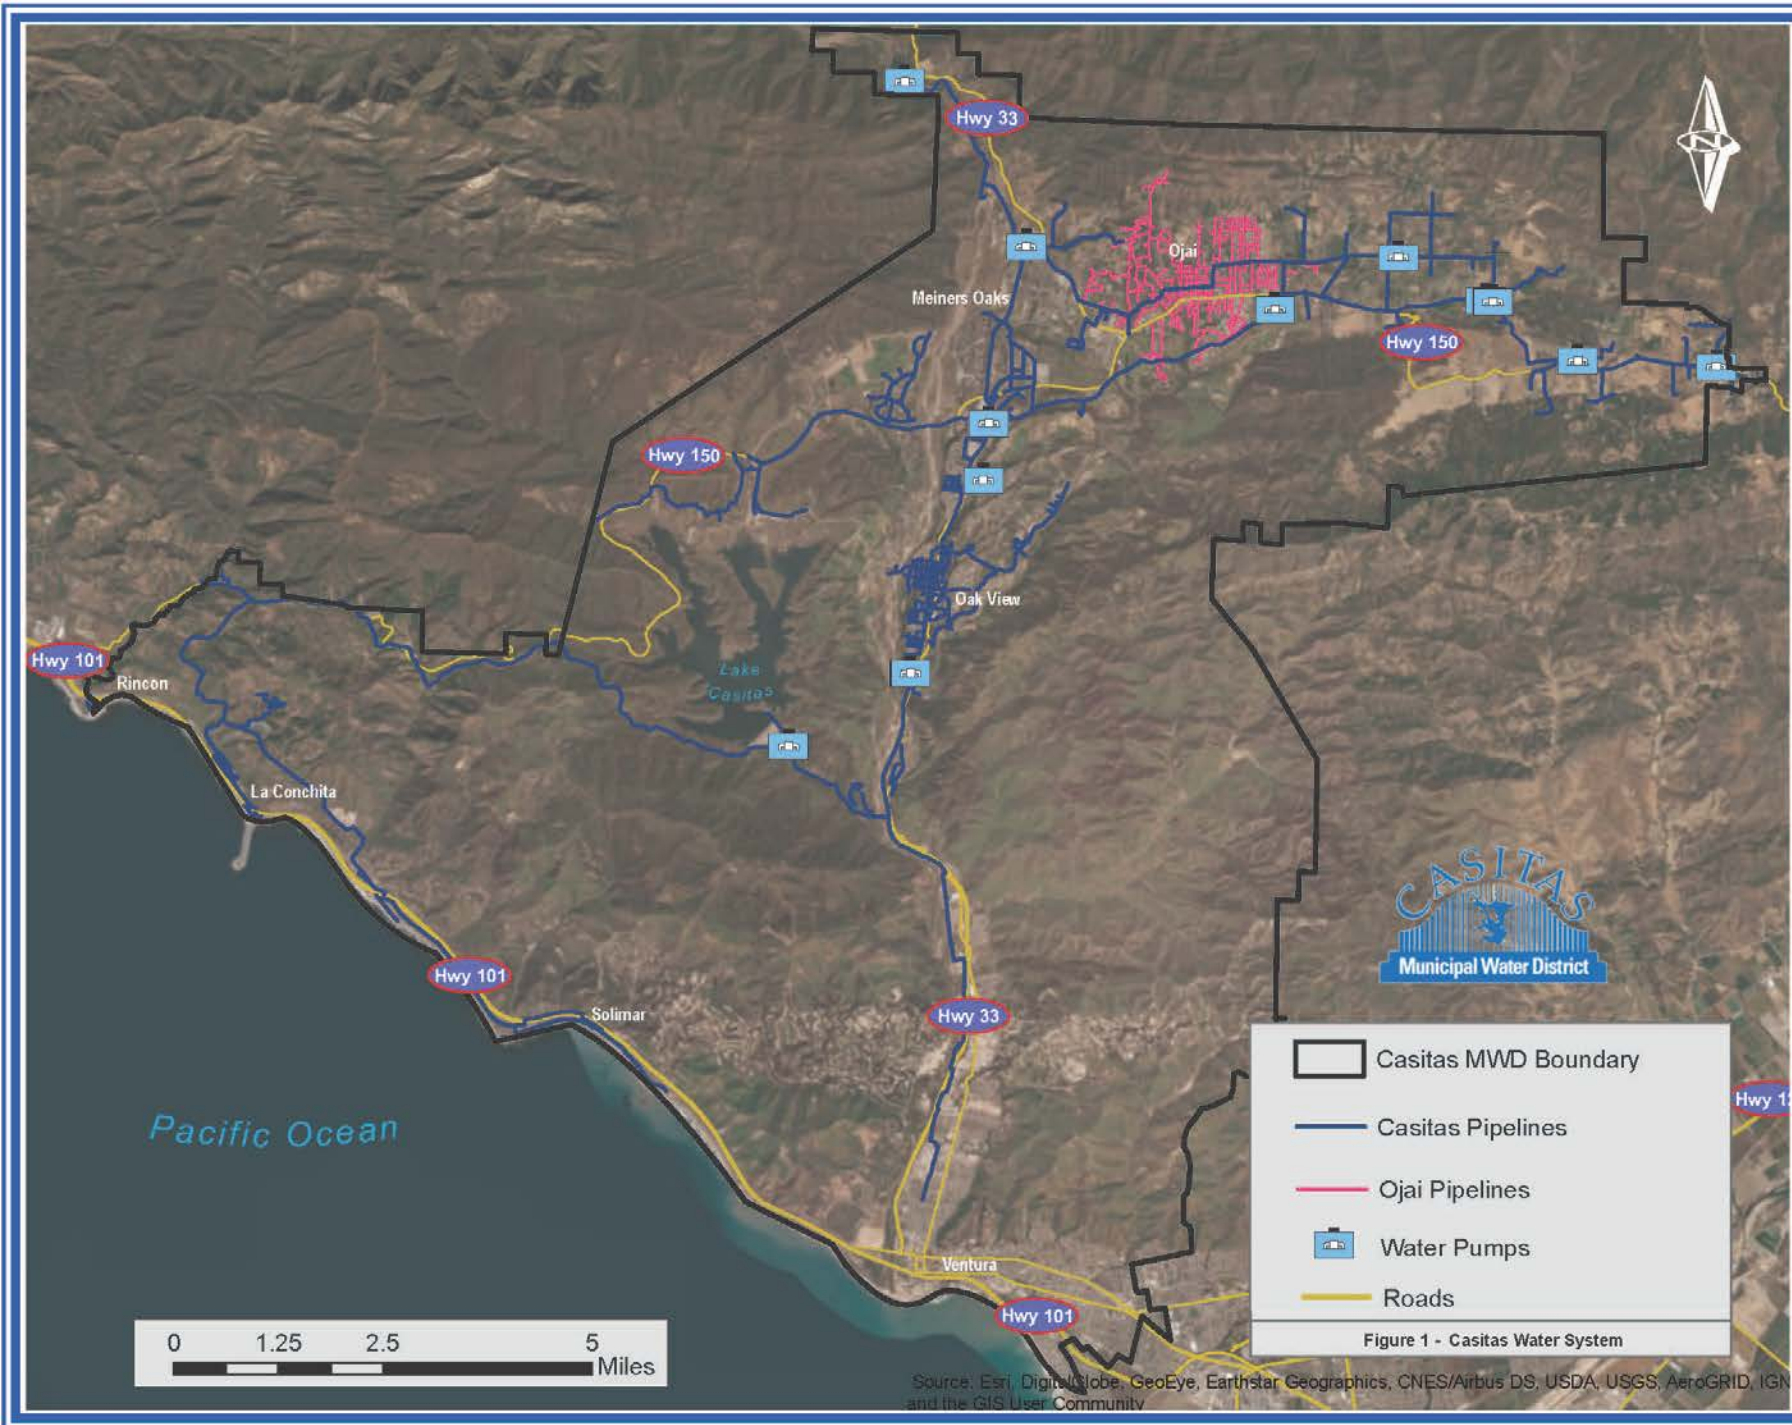 Hwy 33
Ojai
Meiners Oaks
Hwy 150
Hwy 150
Oak View
Hwy 101
Rincon
Lake
Casitas
La Conchita
CASITAS
Municipal Water District
Hwy 101
Solimar
Hwy 33
Pacific Ocean
Casitas MWD Boundary
Casitas Pipelines
Ojai Pipelines
Water Pumps
Roads
Figure 1 - Casitas Water System
Hwy 12
Ventura
Hwy 101
0 1.25 2.5 5
Miles
N
Source: Esri, DigitalGlobe, GeoEye, Earthstar Geographics, CNES/Airbus DS, USDA, USGS, AeroGRID, IGN
and the GIS User Community